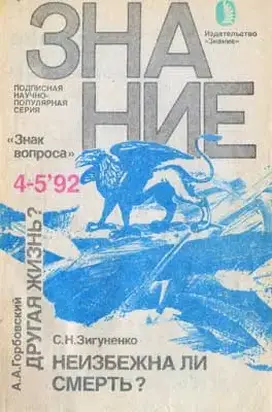 ЗНА
НИЕ
Издательство
«Знание»
ПОДПИСНАЯ
НАУЧНО-
ПОПУЛЯРНАЯ
СЕРИЯ
«Знак
вопроса»
4-5'92
А.А.Горбовский
ДРУГАЯ ЖИЗНЬ?
С.Н.Зигуненко
НЕИЗБЕЖНА ЛИ
СМЕРТЬ?